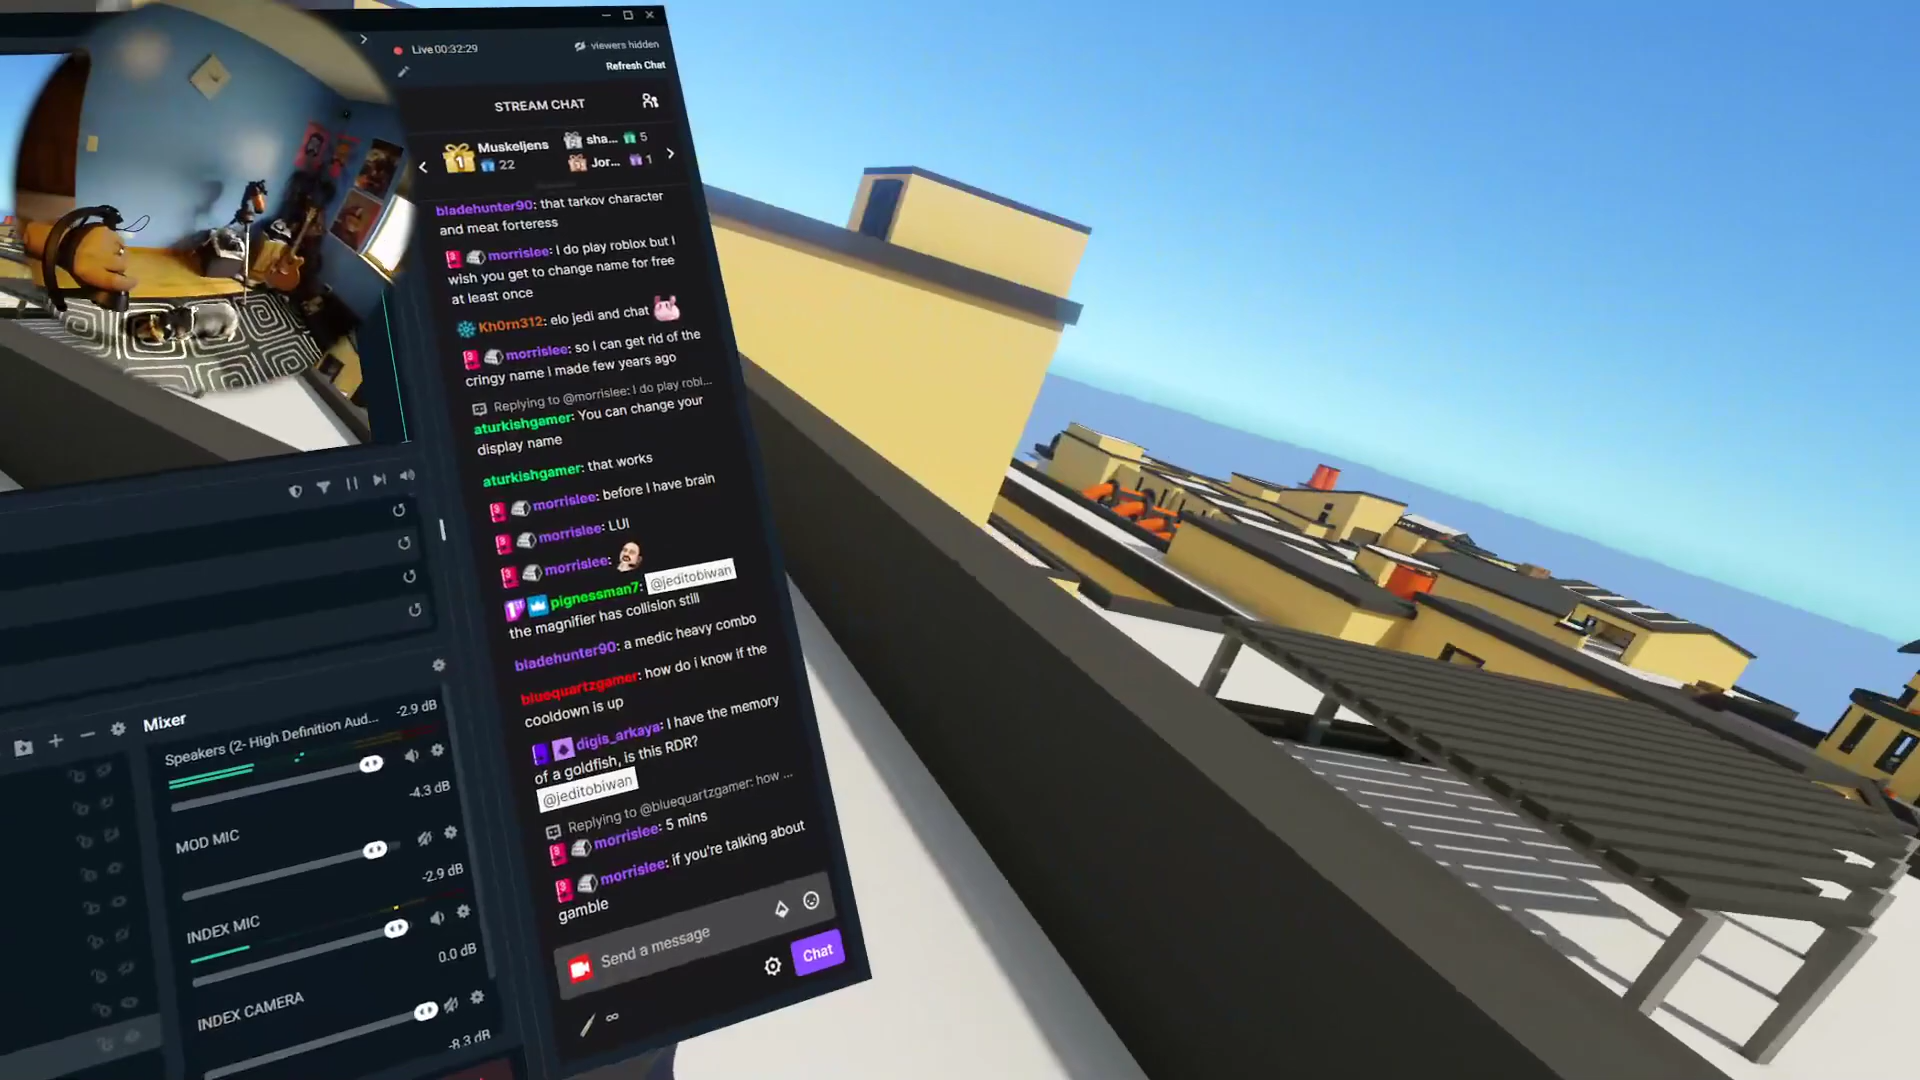 Live 00:32:29
viewers hidden
Refresh Chat
STREAM CHAT
1
Muskeljens
22
sha... 5
Jor... 1
bladehunter90: that tarkov character
and meat forteress
morrislee: I do play roblox but I
wish you get to change name for free
at least once
Kh0rn312: elo jedi and chat
morrislee: so I can get rid of the
cringy name I made few years ago
Replying to @morrislee: I do play robl...
aturkishgamer: You can change your
display name
aturkishgamer: that works
morrislee: before I have brain
morrislee: LUl
morrislee:
pignessman7: @jeditobiwan
the magnifier has collision still
bladehunter90: a medic heavy combo
bluequartzgamer: how do i know if the
cooldown is up
digis_arkaya: I have the memory
of a goldfish, is this RDR?
@jeditobiwan
Replying to @bluequartzgamer: how ...
morrislee: 5 mins
morrislee: if you're talking about
gamble
Send a message
Chat
Mixer
Speakers (2- High Definition Aud...
-2.9 dB
-4.3 dB
MOD MIC
-2.9 dB
INDEX MIC
0.0 dB
INDEX CAMERA
-8.3 dB